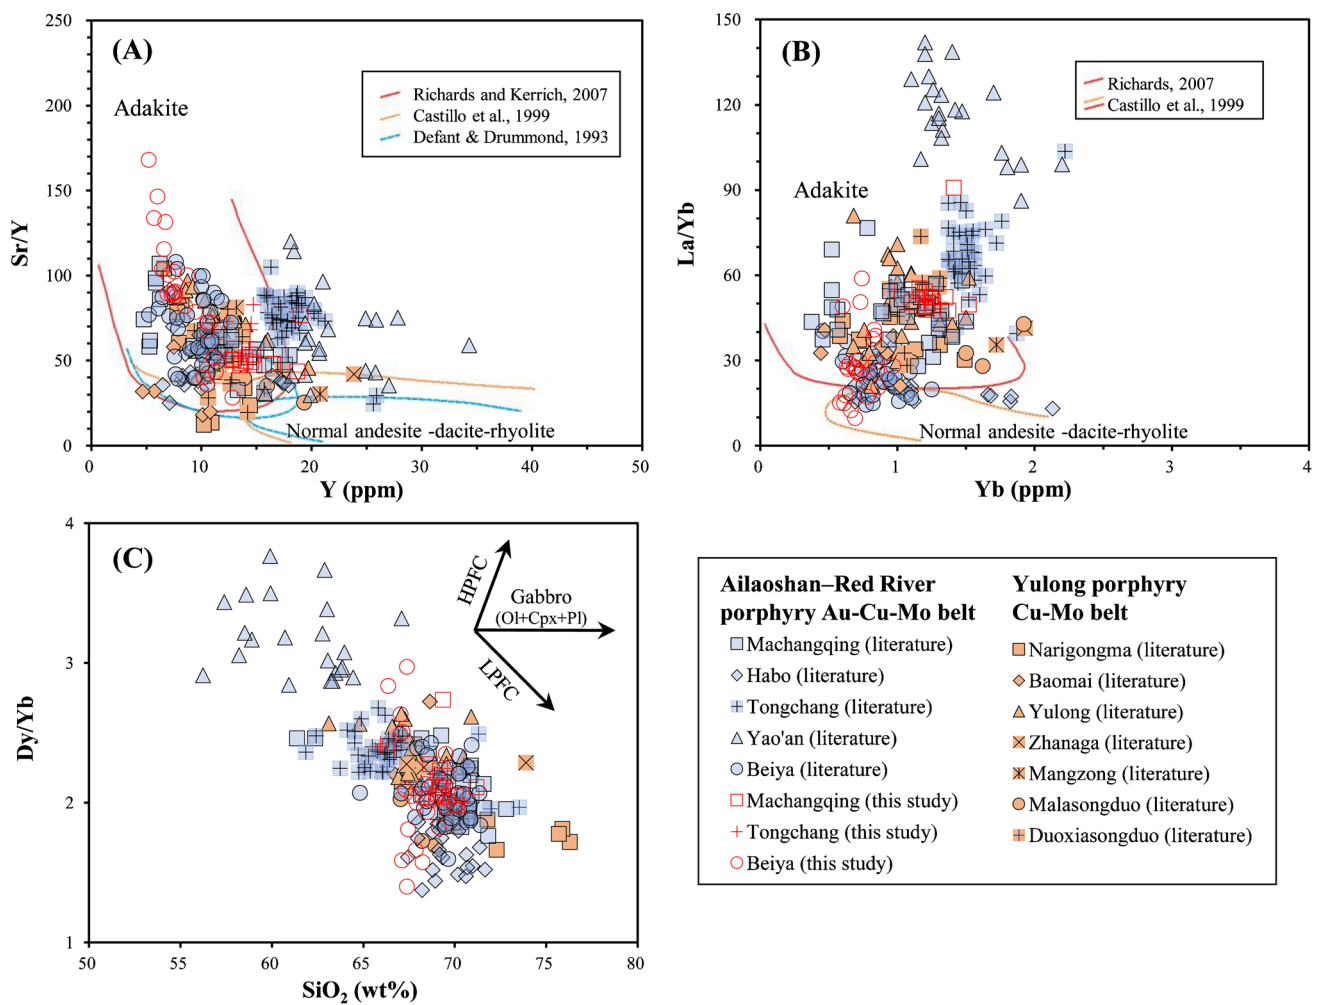 (A)
Adakite
Richards and Kerrich, 2007
Castillo et al., 1999
Defant & Drummond, 1993
Normal andesite -dacite-rhyolite
250
200
150
100
50
0
Sr/Y
0
10
20
30
40
50
Y (ppm)
(B)
Richards, 2007
Castillo et al., 1999
Adakite
Normal andesite -dacite-rhyolite
150
120
90
60
30
0
La/Yb
0
1
2
3
4
Yb (ppm)
(C)
HPFC
Gabbro
(Ol+Cpx+Pl)
LPFC
4
3
2
1
Dy/Yb
50
55
60
65
70
75
80
SiO₂ (wt%)
Ailaoshan–Red River
porphyry Au-Cu-Mo belt
Machangqing (literature)
Habo (literature)
Tongchang (literature)
Yao'an (literature)
Beiya (literature)
Machangqing (this study)
Tongchang (this study)
Beiya (this study)
Yulong porphyry
Cu-Mo belt
Narigongma (literature)
Baomai (literature)
Yulong (literature)
Zhanaga (literature)
Mangzong (literature)
Malasongduo (literature)
Duoxiasongduo (literature)